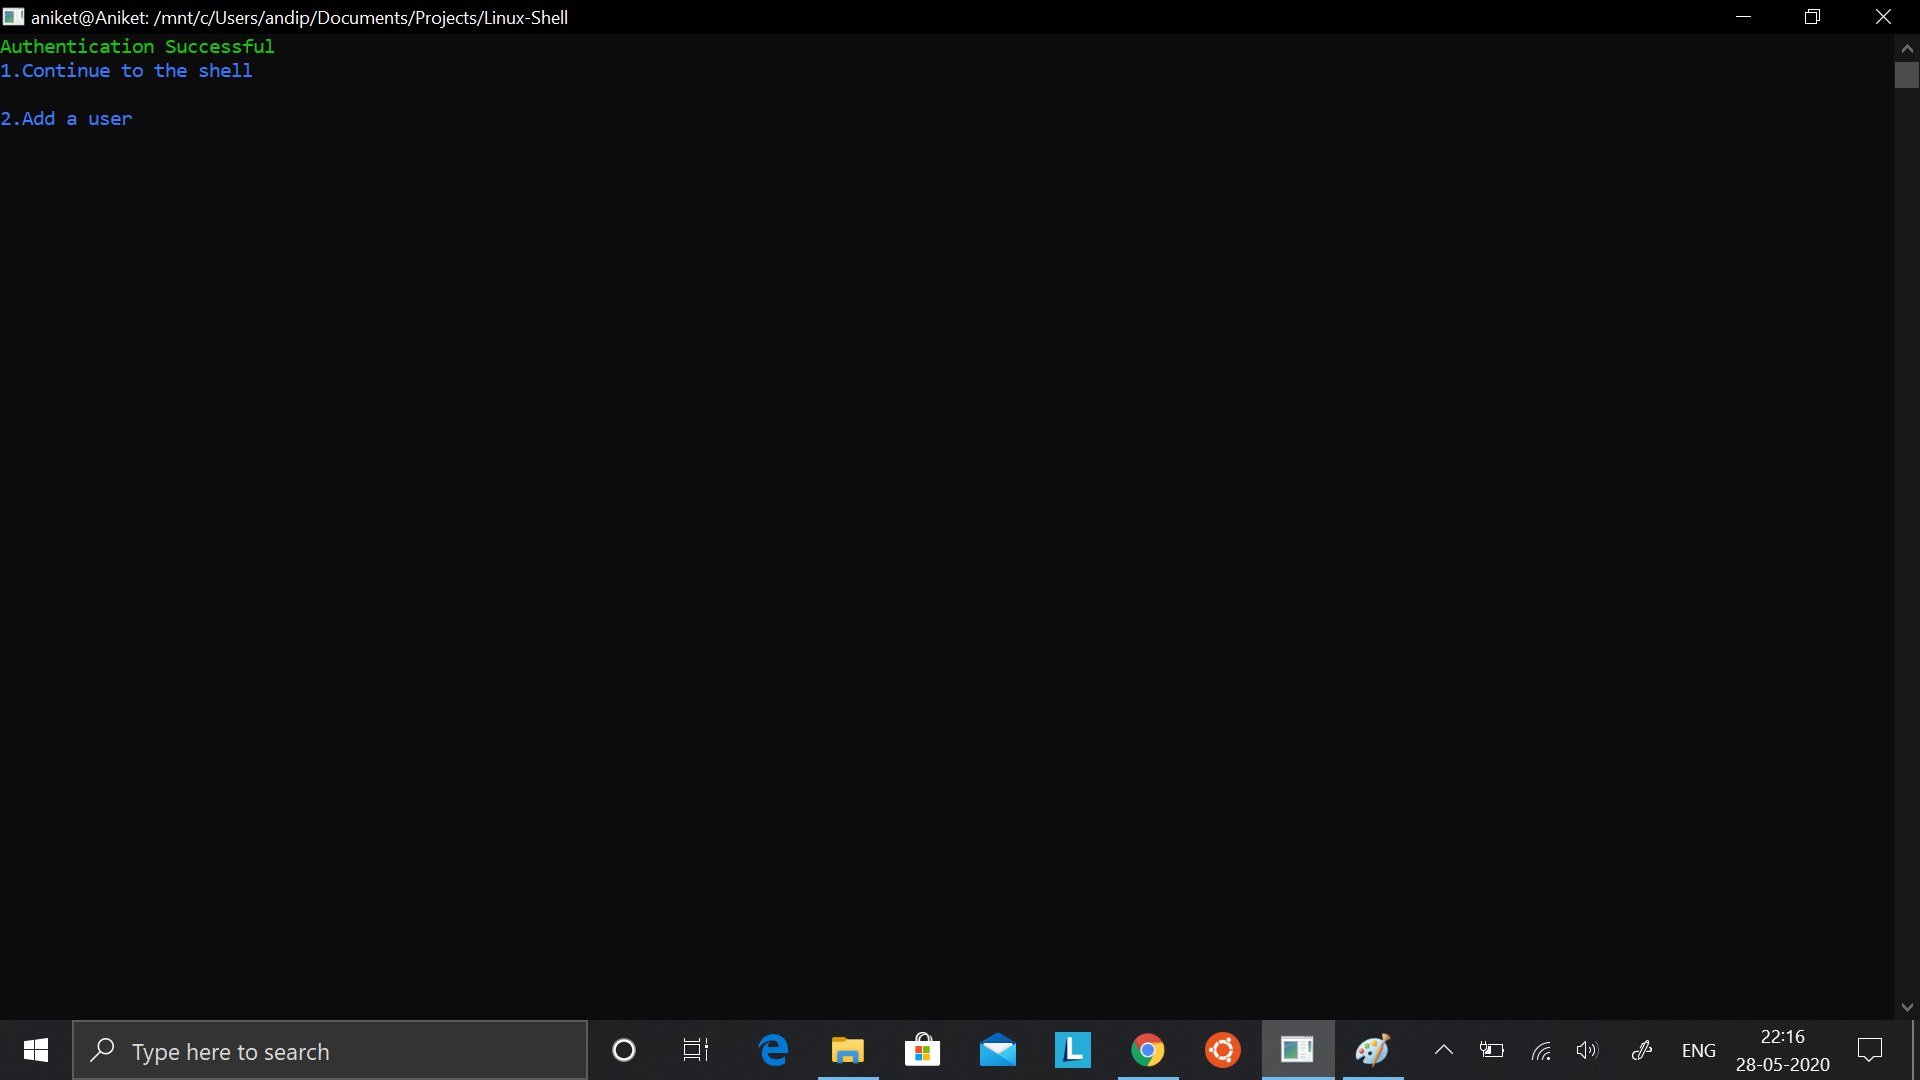 aniket@Aniket: /mnt/c/Users/andip/Documents/Projects/Linux-Shell
Authentication Successful
1.Continue to the shell
2.Add a user
Type here to search
L
ENG
22:16
28-05-2020